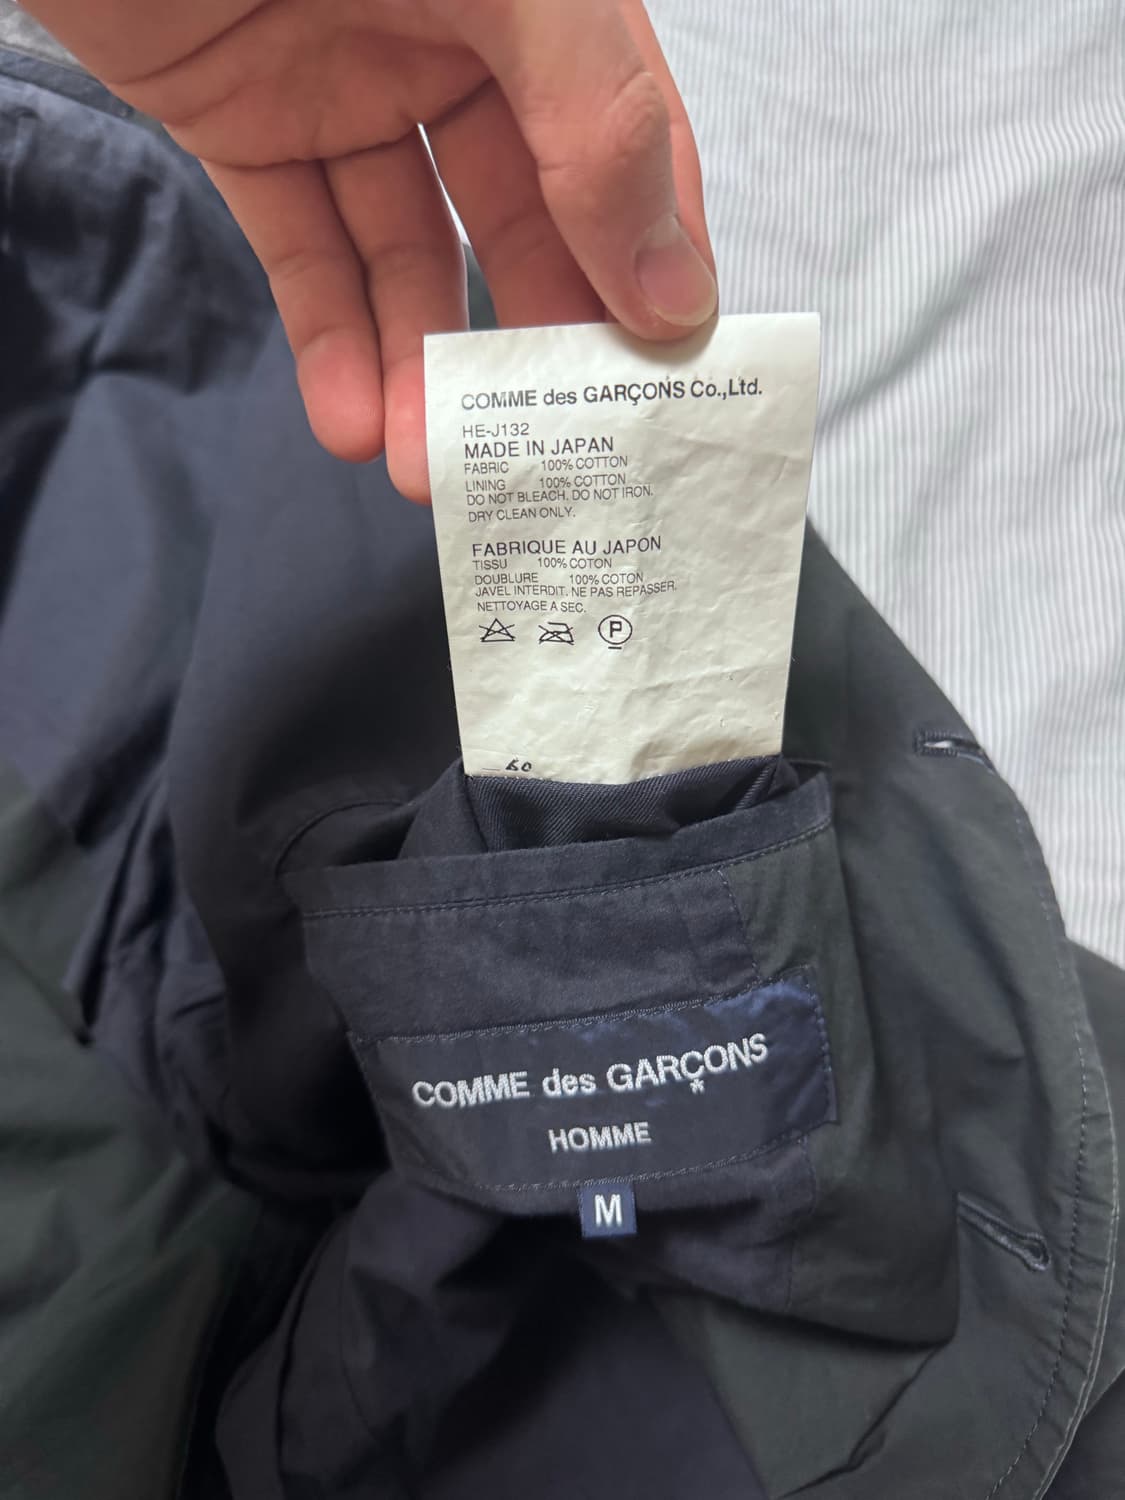 COMME des GARÇONS Co.,Ltd.
HE-J132
MADE IN JAPAN
FABRIC 100% COTTON
LINING 100% COTTON
DO NOT BLEACH. DO NOT IRON.
DRY CLEAN ONLY.
FABRIQUE AU JAPON
TISSU 100% COTON
DOUBLURE 100% COTON
JAVEL INTERDIT. NE PAS REPASSER.
NETTOYAGE A SEC.
P
COMME des GARÇONS
HOMME
M